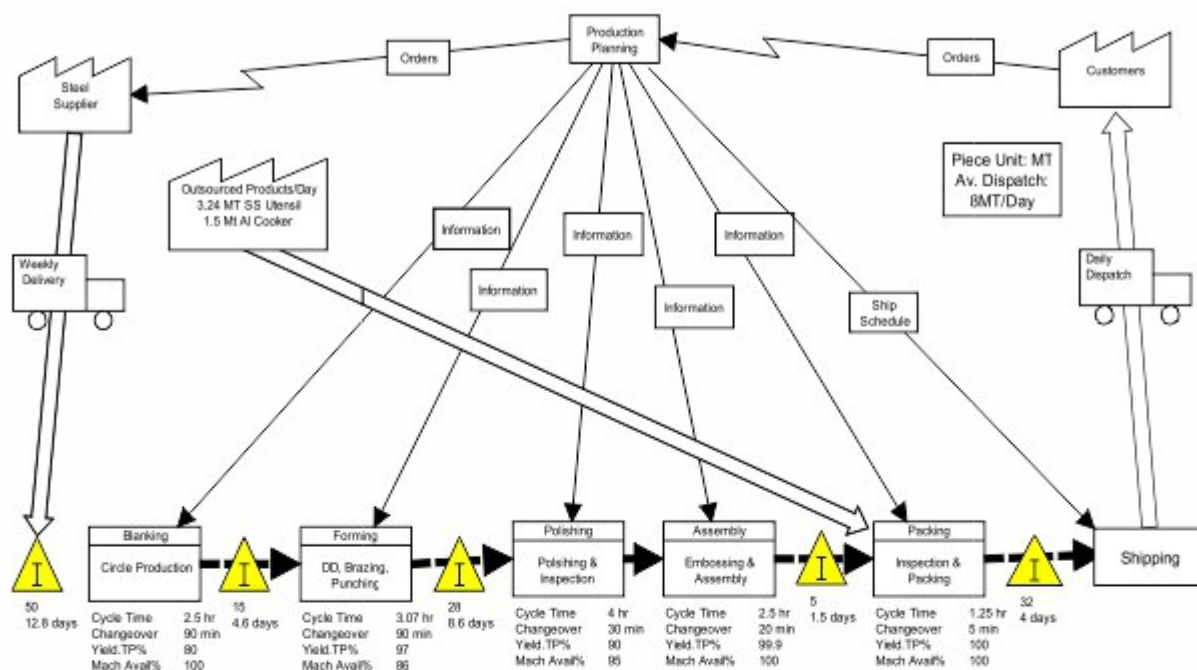 Production
Planning
Orders
Orders
Steel
Supplier
Customers
Outsourced Products/Day
3.24 MT SS Utensil
1.5 Mt Al Cooker
Piece Unit: MT
Av. Dispatch:
8MT/Day
Information
Information
Information
Information
Information
Ship
Schedule
Weekly
Delivery
Daily
Dispatch
Blanking
Circle Production
Forming
DD, Brazing,
Punching
Polishing
Polsihing &
Inspection
Assembly
Embossing &
Assembly
Packing
Inspection &
Packing
Shipping
I
I
I
I
I
50
12.8 days
Cycle Time 2.5 hr
Changeover 90 min
Yield.TP% 80
Mach Avail% 100
15
4.6 days
Cycle Time 3.07 hr
Changeover 90 min
Yield.TP% 97
Mach Avail% 86
28
8.6 days
Cycle Time 4 hr
Changeover 30 min
Yield.TP% 90
Mach Avail% 95
Cycle Time 2.5 hr
Changeover 20 min
Yield.TP% 99.9
Mach Avail% 100
5
1.5 days
Cycle Time 1.25 hr
Changeover 5 min
Yield.TP% 100
Mach Avail% 100
32
4 days